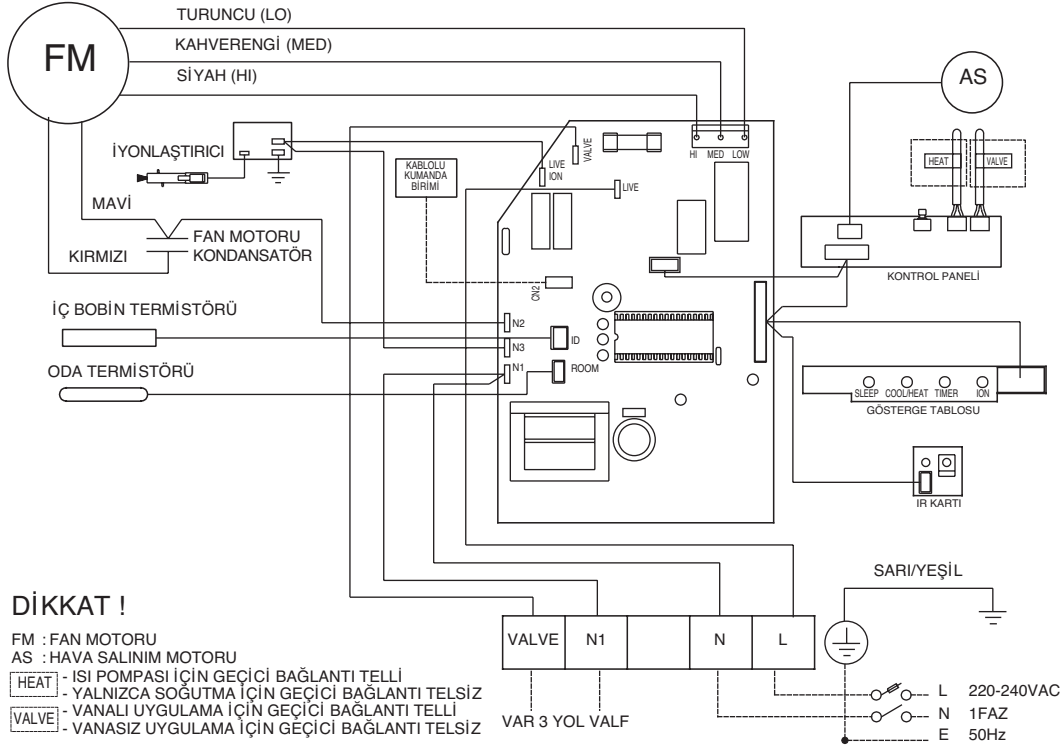 TURUNCU (LO)
FM
KAHVERENGİ (MED)
SİYAH (HI)
AS
İYONLAŞTIRICI
VALVE
HI MED LOW
HEAT
VALVE
LIVE
ION
KABLOLU
KUMANDA
BİRİMİ
LIVE
MAVİ
FAN MOTORU
KONDANSATÖR
KIRMIZI
KONTROL PANELİ
CN2
İÇ BOBİN TERMİSTÖRÜ
N2
ID
N3
N1
ROOM
ODA TERMİSTÖRÜ
SLEEP COOL/HEAT TIMER ION
GÖSTERGE TABLOSU
IR KARTI
SARI/YEŞİL
DİKKAT !
FM : FAN MOTORU
AS : HAVA SALINIM MOTORU
HEAT - ISI POMPASI İÇİN GEÇİCİ BAĞLANTI TELLİ
- YALNIZCA SOĞUTMA İÇİN GEÇİCİ BAĞLANTI TELSİZ
VALVE - VANALI UYGULAMA İÇİN GEÇİCİ BAĞLANTI TELLİ
- VANASIZ UYGULAMA İÇİN GEÇİCİ BAĞLANTI TELSİZ
VALVE N1 N L
VAR 3 YOL VALF
L 220-240VAC
N 1FAZ
E 50Hz